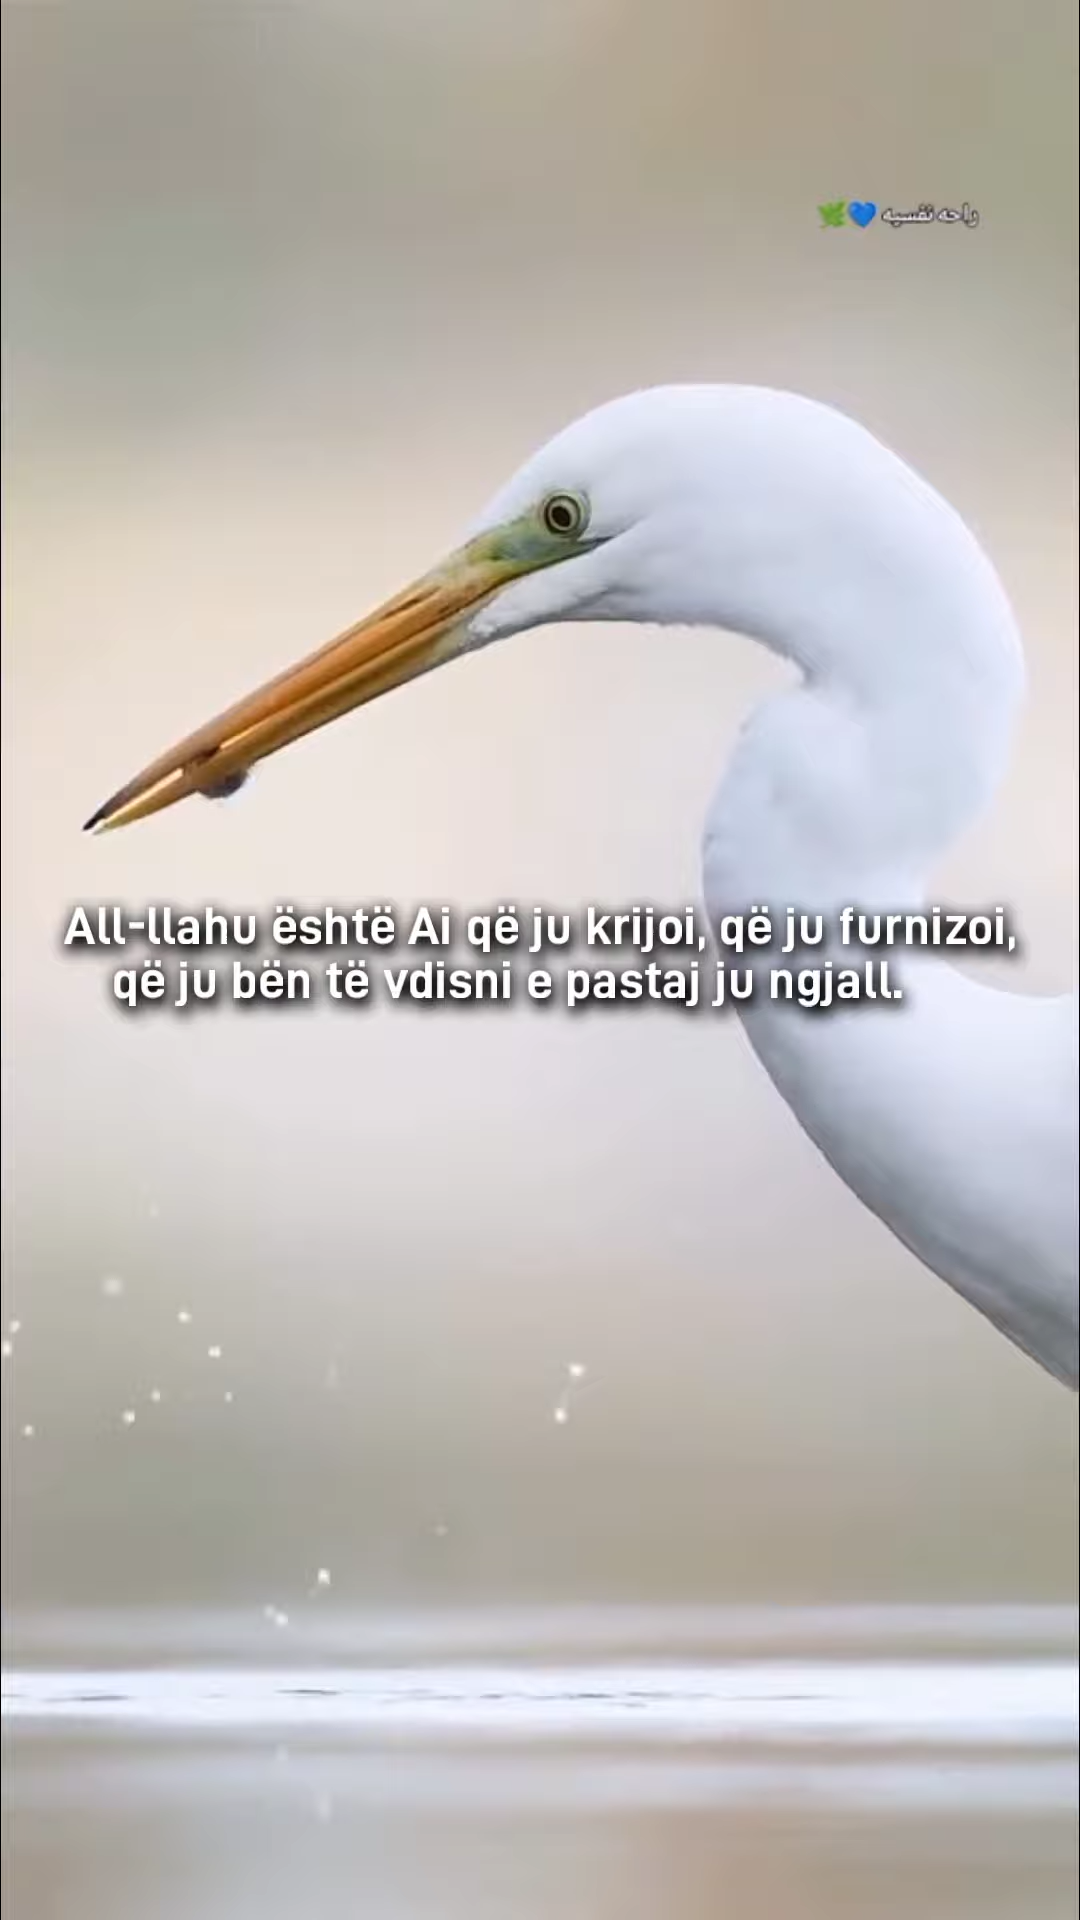 راحه نفسيه 💙🌿
All-llahu është Ai që ju krijoi, që ju furnizoi,
që ju bën të vdisni e pastaj ju ngjall.